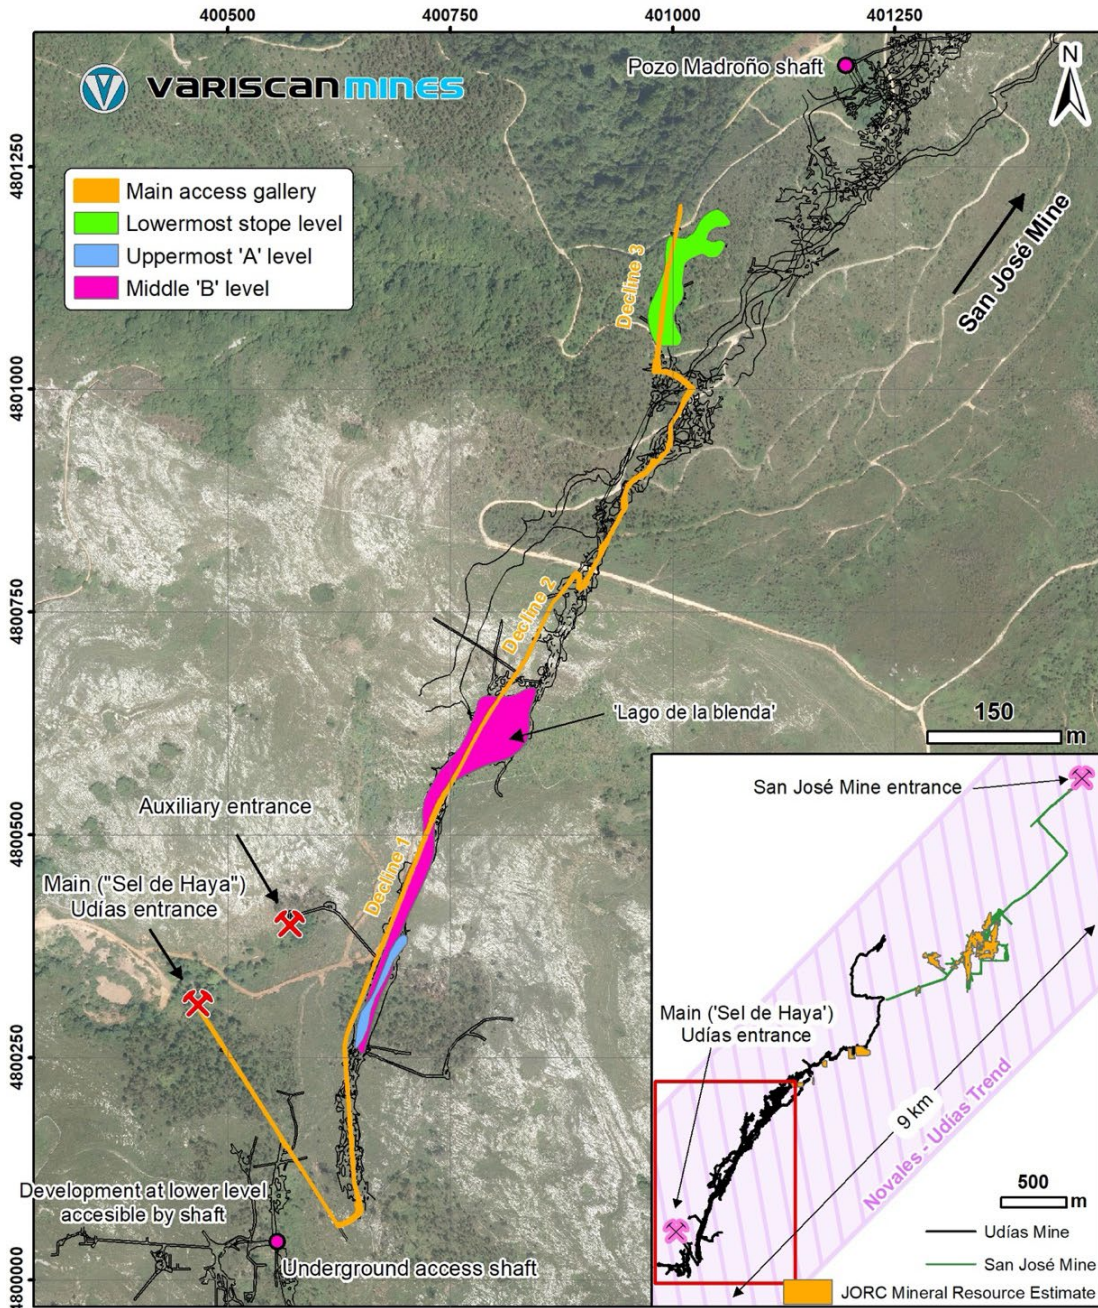 400500 400750 401000 401250
VARISCAN MINES
Pozo Madroño shaft
N
4801250
4801000
4800750
4800500
4800250
4800000
Main access gallery
Lowermost stope level
Uppermost 'A' level
Middle 'B' level
San José Mine
Decline 3
Decline 2
'Lago de la blenda'
150
m
Auxiliary entrance
Decline 1
Main ("Sel de Haya")
Udías entrance
Development at lower level
accesible by shaft
Underground access shaft
San José Mine entrance
Main ('Sel de Haya')
Udías entrance
9 km
Novales - Udías Trend
500
m
Udías Mine
San José Mine
JORC Mineral Resource Estimate